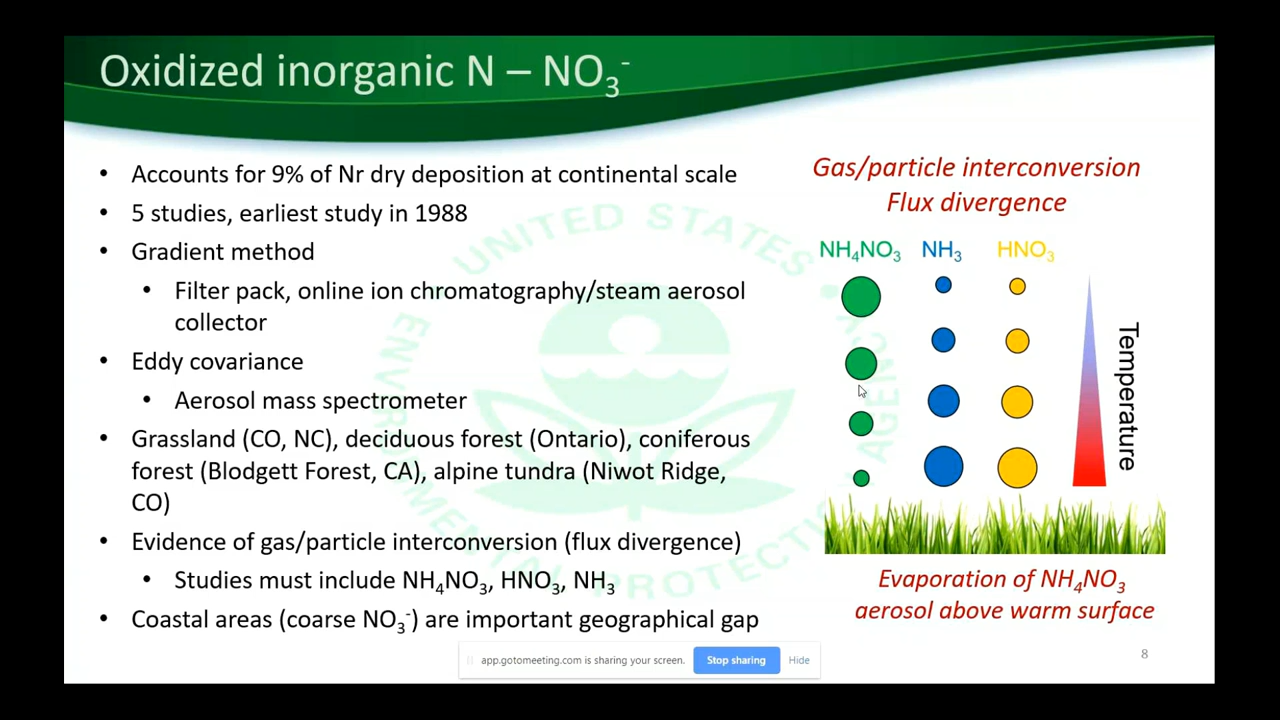 Oxidized inorganic N – NO₃⁻
• Accounts for 9% of Nr dry deposition at continental scale
• 5 studies, earliest study in 1988
• Gradient method
• Filter pack, online ion chromatography/steam aerosol
collector
• Eddy covariance
• Aerosol mass spectrometer
• Grassland (CO, NC), deciduous forest (Ontario), coniferous
forest (Blodgett Forest, CA), alpine tundra (Niwot Ridge,
CO)
• Evidence of gas/particle interconversion (flux divergence)
• Studies must include NH₄NO₃, HNO₃, NH₃
• Coastal areas (coarse NO₃⁻) are important geographical gap
Gas/particle interconversion
Flux divergence
NH₄NO₃ NH₃ HNO₃
Temperature
Evaporation of NH₄NO₃
aerosol above warm surface
UNITED STATES
ENVIRONMENTAL PROTECTION AGENCY
app.gotomeeting.com is sharing your screen. Stop sharing Hide
8